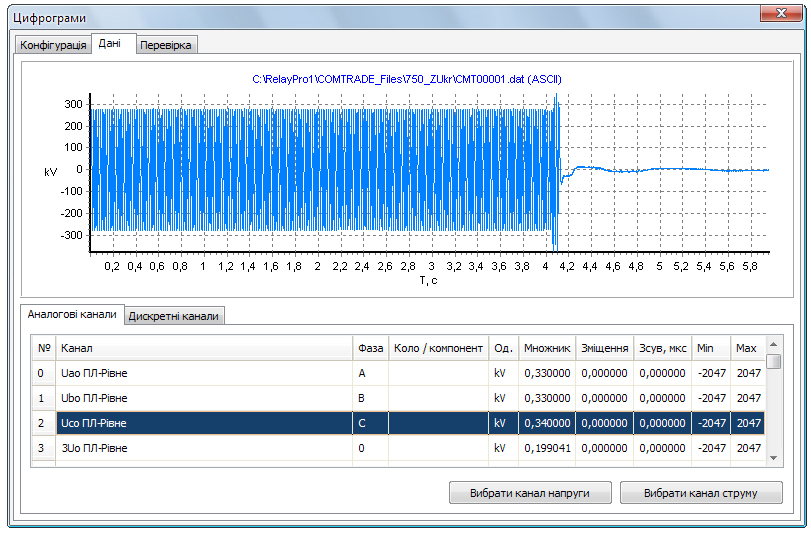 Цифрограми
Конфігурація Дані Перевірка
C:\RelayPro1\COMTRADE_Files\750_ZUkr\CMT00001.dat (ASCII)
300
200
100
0
kV
-100
-200
-300
0,2 0,4 0,6 0,8 1 1,2 1,4 1,6 1,8 2 2,2 2,4 2,6 2,8 3 3,2 3,4 3,6 3,8 4 4,2 4,4 4,6 4,8 5 5,2 5,4 5,6 5,8
T, c
Аналогові канали Дискретні канали
№ Канал Фаза Коло / компонент Од. Множник Зміщення Зсув, мкс Min Max
0 Uao ПЛ-Рівне A kV 0,330000 0,000000 0,000000 -2047 2047
1 Ubo ПЛ-Рівне B kV 0,330000 0,000000 0,000000 -2047 2047
2 Uco ПЛ-Рівне C kV 0,340000 0,000000 0,000000 -2047 2047
3 3Uo ПЛ-Рівне 0 kV 0,199041 0,000000 0,000000 -2047 2047
Вибрати канал напруги Вибрати канал струму